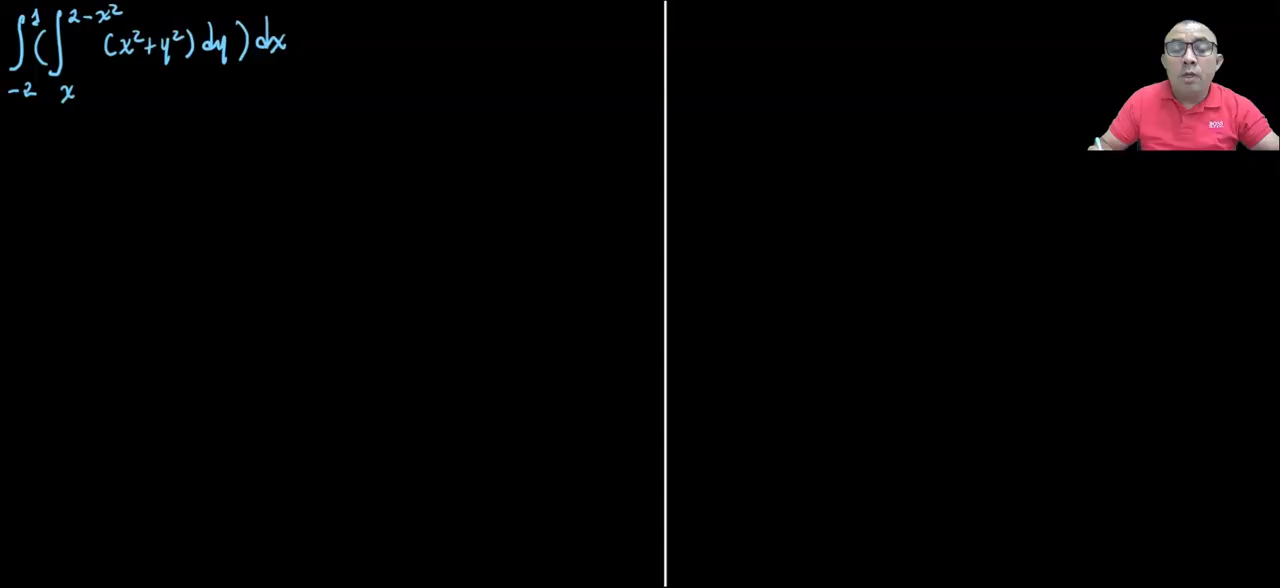 ∫_{-2}^{1} ( ∫_{x}^{2-x²} (x²+y²) dy ) dx